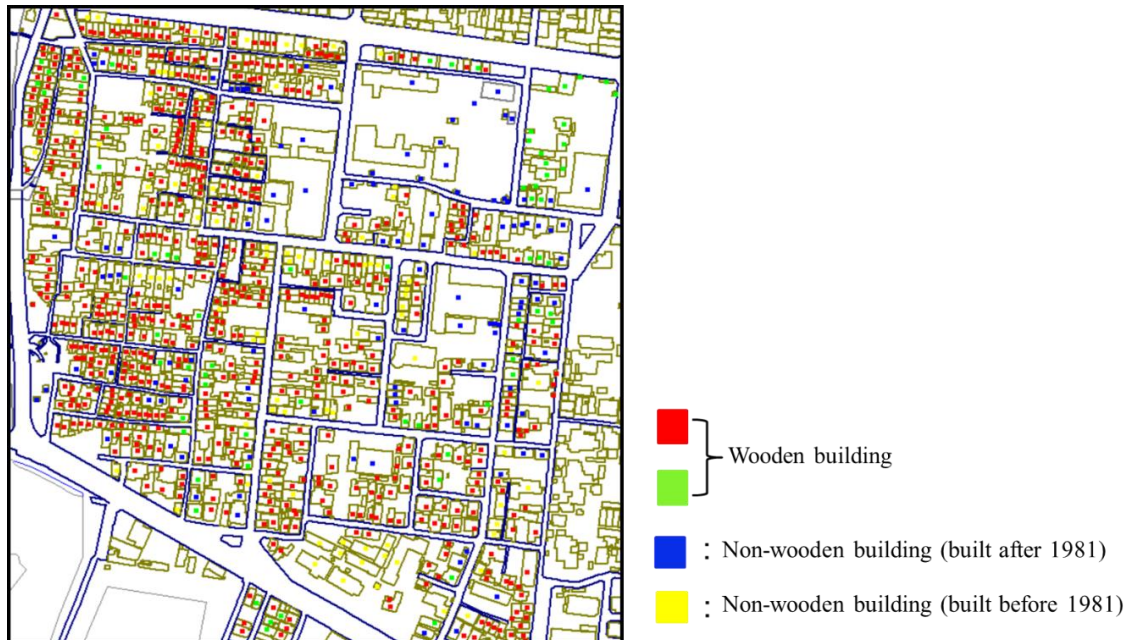 Wooden building
: Non-wooden building (built after 1981)
: Non-wooden building (built before 1981)